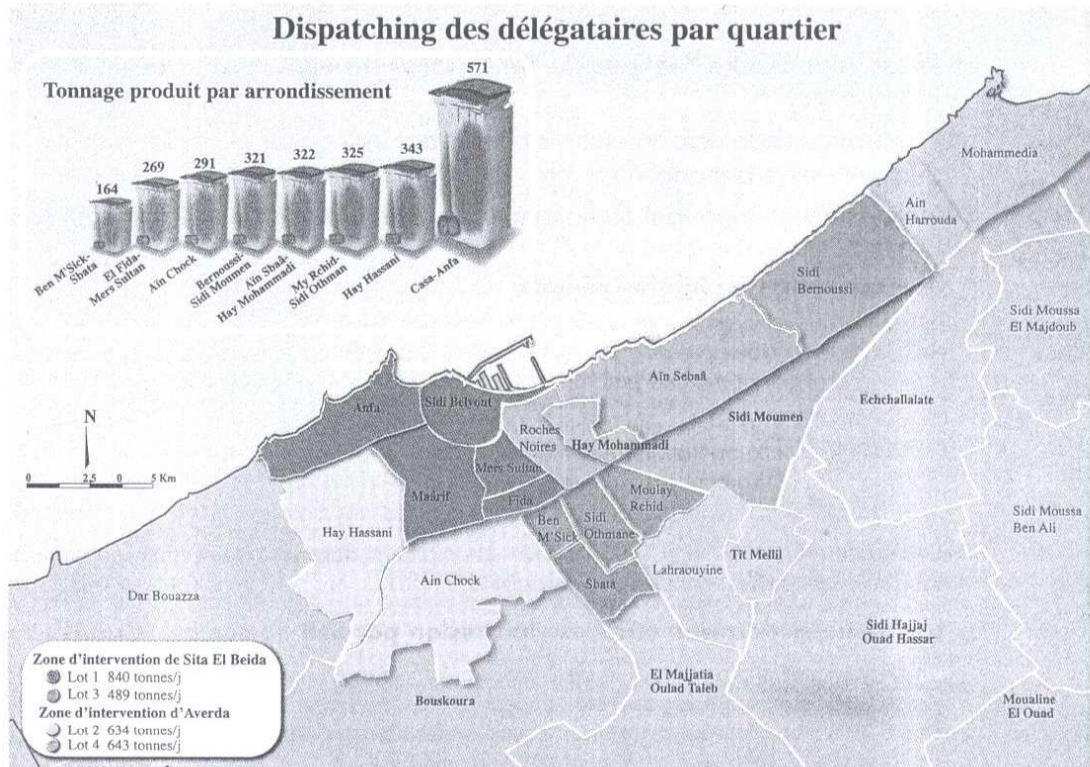 Dispatching des délégataires par quartier
Tonnage produit par arrondissement
571
343
325
322
321
291
269
164
Ben M'Sick-
Sbata
El Fida-
Mers Sultan
Aïn Chock
Bernoussi-
Sidi Moumen
Aïn Sbaâ-
Hay Mohammadi
My Rchid-
Sidi Othman
Hay Hassani
Casa-Anfa
Mohammedia
Ain
Harrouda
Sidi
Bernoussi
Sidi Moussa
El Majdoub
Aïn Sebaâ
Echchallalate
Anfa
Sidi Belyout
Sidi Moumen
Roches
Noires
Hay Mohammadi
N
0 2,5 5 Km
Mers Sultan
Maârif
Fida
Moulay
Rchid
Sidi Moussa
Ben Ali
Hay Hassani
Ben
M'Sick
Sidi
Othmane
Tit Mellil
Lahraouyine
Ain Chock
Sbata
Dar Bouazza
Sidi Hajjaj
Ouad Hassar
El Majjatia
Oulad Taleb
Bouskoura
Moualine
El Ouad
Zone d'intervention de Sita El Beida
Lot 1 840 tonnes/j
Lot 3 489 tonnes/j
Zone d'intervention d'Averda
Lot 2 634 tonnes/j
Lot 4 643 tonnes/j